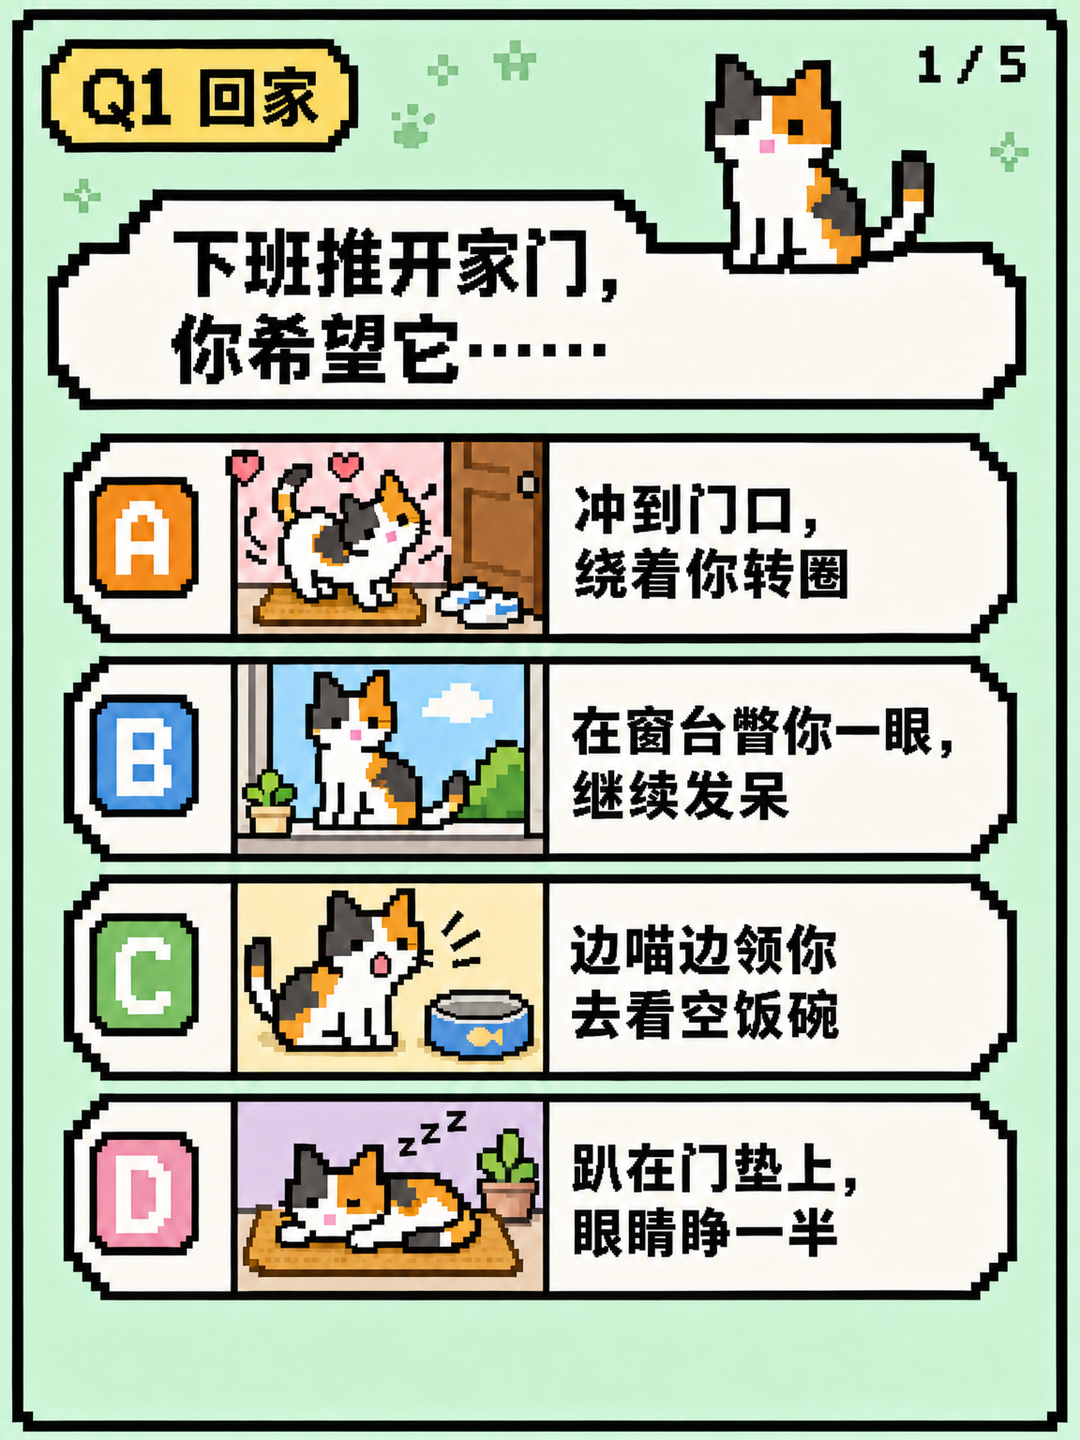 Q1 回家
1/5
下班推开家门，
你希望它……
A
冲到门口，
绕着你转圈
B
在窗台瞥你一眼，
继续发呆
C
边喵边领你
去看空饭碗
D
zzz
趴在门垫上，
眼睛睁一半